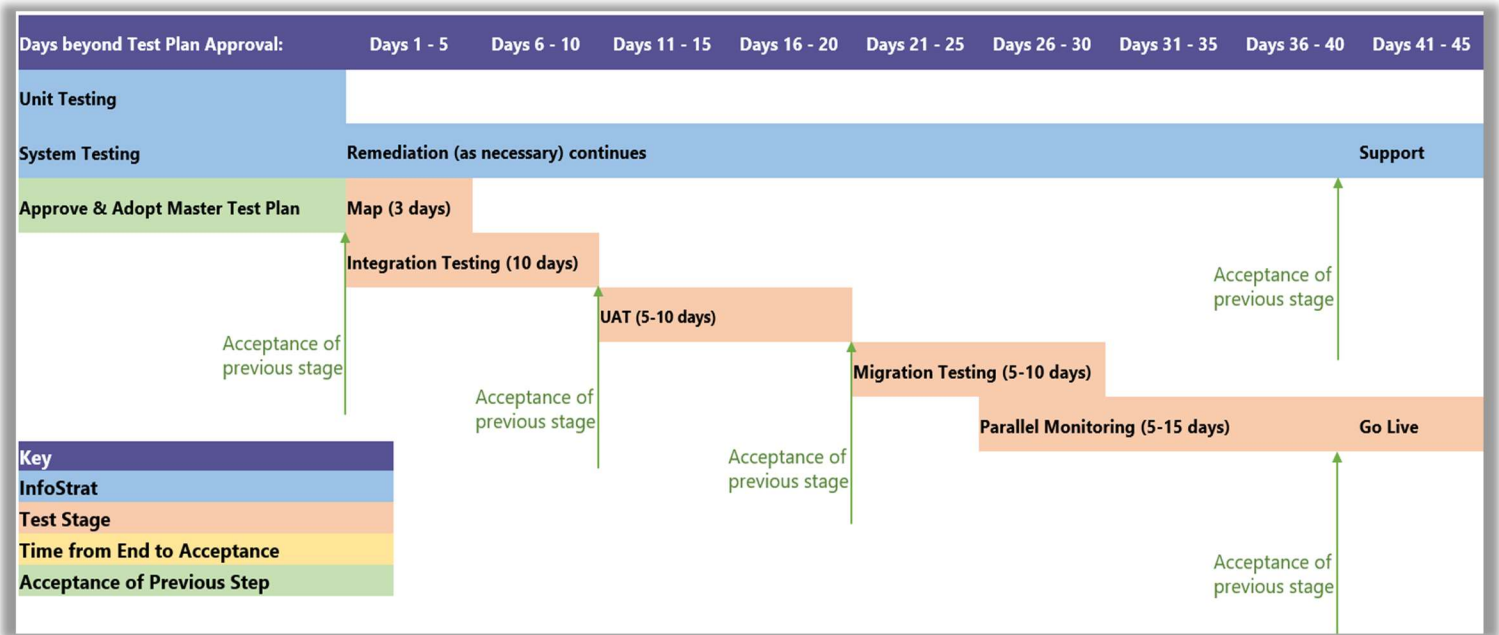 Days beyond Test Plan Approval: Days 1 - 5 Days 6 - 10 Days 11 - 15 Days 16 - 20 Days 21 - 25 Days 26 - 30 Days 31 - 35 Days 36 - 40 Days 41 - 45
Unit Testing
System Testing Remediation (as necessary) continues Support
Approve & Adopt Master Test Plan Map (3 days)
Integration Testing (10 days)
Acceptance of
previous stage
UAT (5-10 days)
Acceptance of
previous stage
Migration Testing (5-10 days)
Acceptance of
previous stage
Parallel Monitoring (5-15 days) Go Live
Acceptance of
previous stage
Acceptance of
previous stage
Key
InfoStrat
Test Stage
Time from End to Acceptance
Acceptance of Previous Step